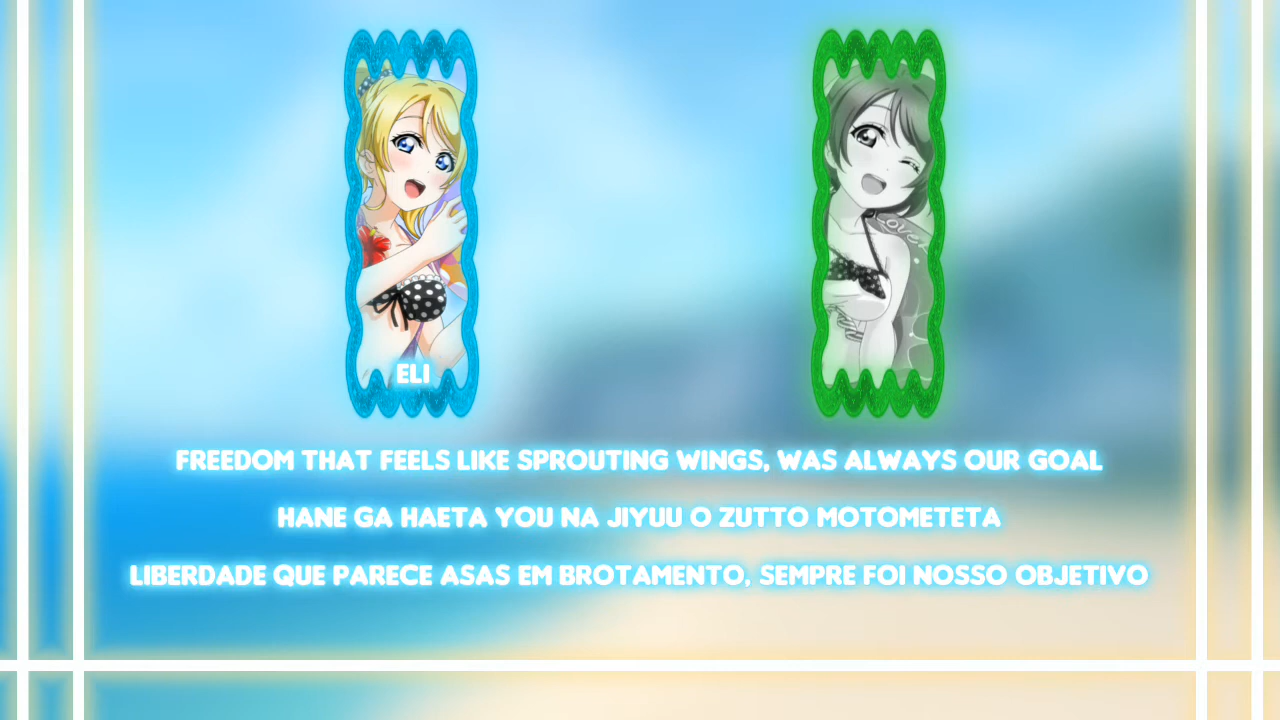 ELI
Lover
FREEDOM THAT FEELS LIKE SPROUTING WINGS, WAS ALWAYS OUR GOAL
HANE GA HAETA YOU NA JIYUU O ZUTTO MOTOMETETA
LIBERDADE QUE PARECE ASAS EM BROTAMENTO, SEMPRE FOI NOSSO OBJETIVO